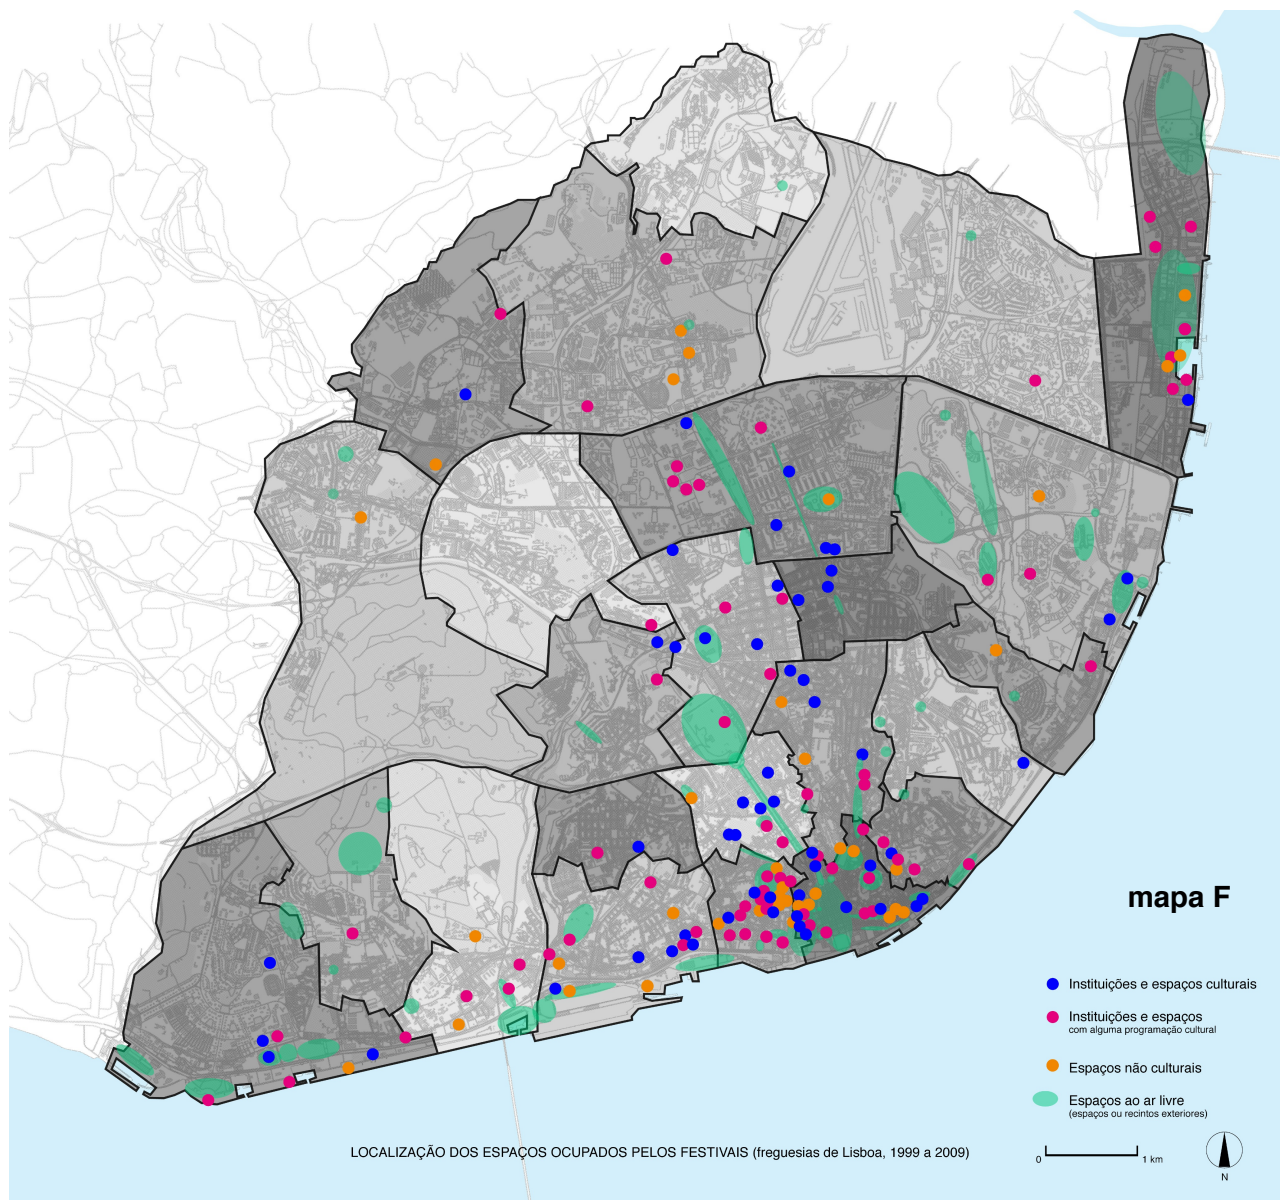 mapa F
Instituições e espaços culturais
Instituições e espaços
com alguma programação cultural
Espaços não culturais
Espaços ao ar livre
(espaços ou recintos exteriores)
LOCALIZAÇÃO DOS ESPAÇOS OCUPADOS PELOS FESTIVAIS (freguesias de Lisboa, 1999 a 2009)
0 1 km
N